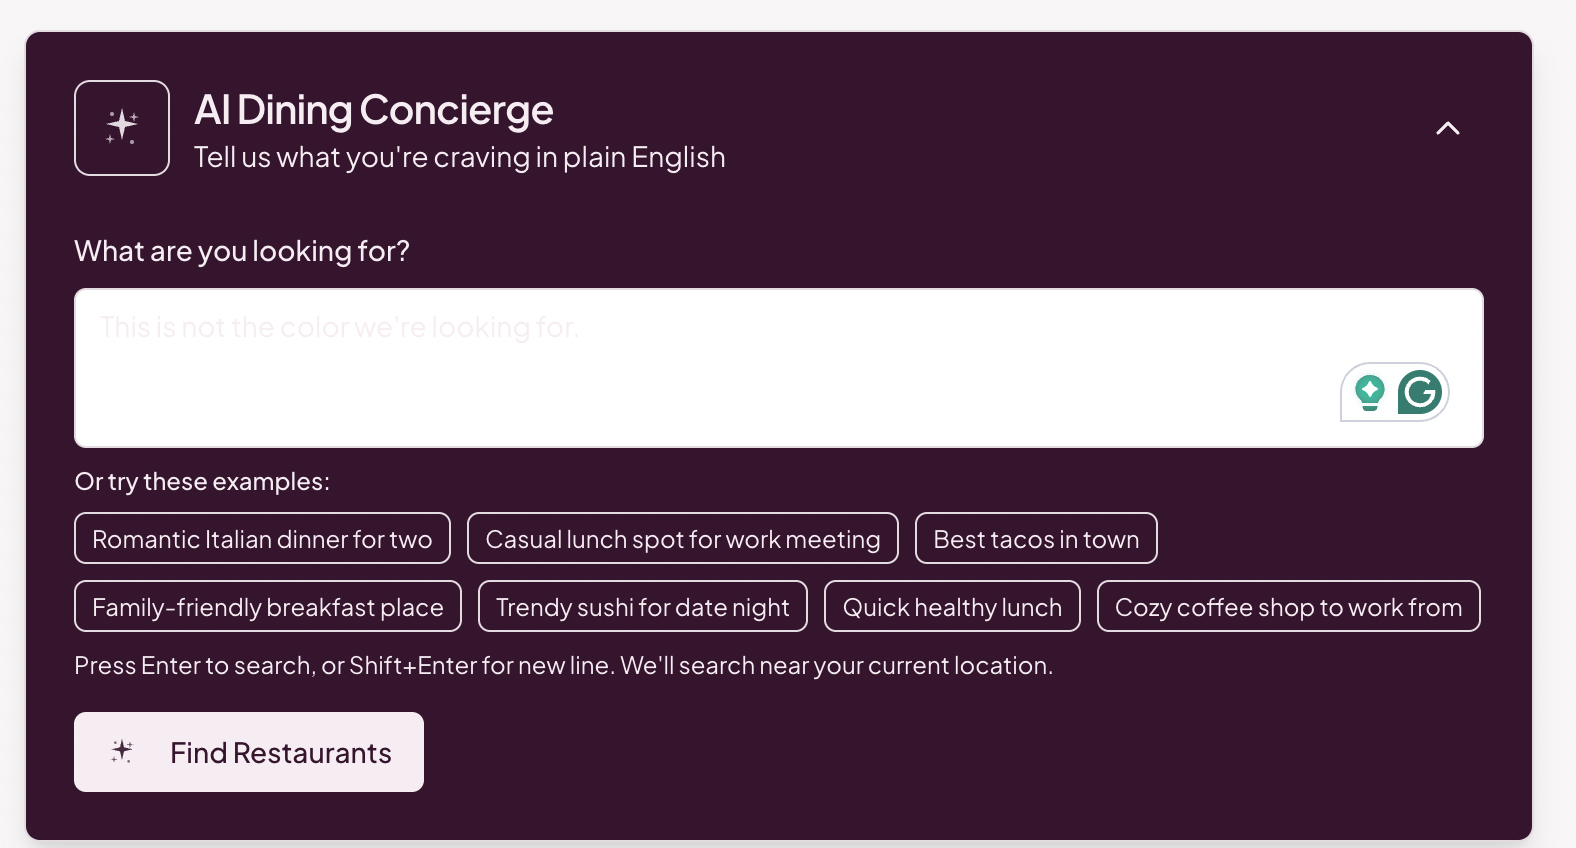 AI Dining Concierge
Tell us what you're craving in plain English
What are you looking for?
This is not the color we're looking for.
Or try these examples:
Romantic Italian dinner for two
Casual lunch spot for work meeting
Best tacos in town
Family-friendly breakfast place
Trendy sushi for date night
Quick healthy lunch
Cozy coffee shop to work from
Press Enter to search, or Shift+Enter for new line. We'll search near your current location.
Find Restaurants